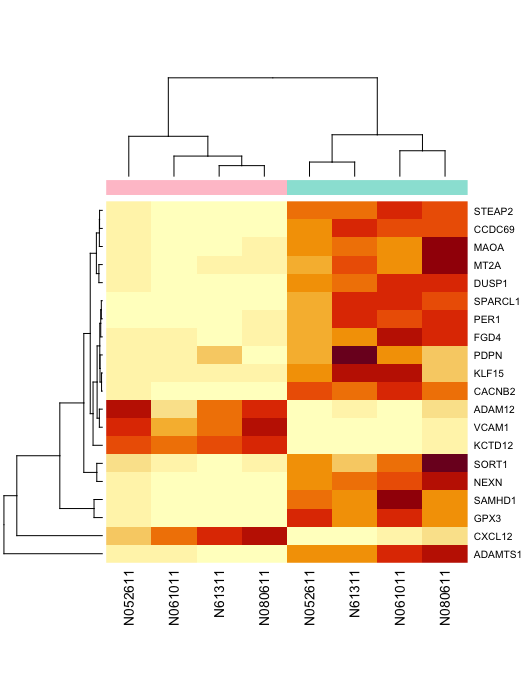 STEAP2
CCDC69
MAOA
MT2A
DUSP1
SPARCL1
PER1
FGD4
PDPN
KLF15
CACNB2
ADAM12
VCAM1
KCTD12
SORT1
NEXN
SAMHD1
GPX3
CXCL12
ADAMTS1
N052611
N061011
N61311
N080611
N052611
N61311
N061011
N080611